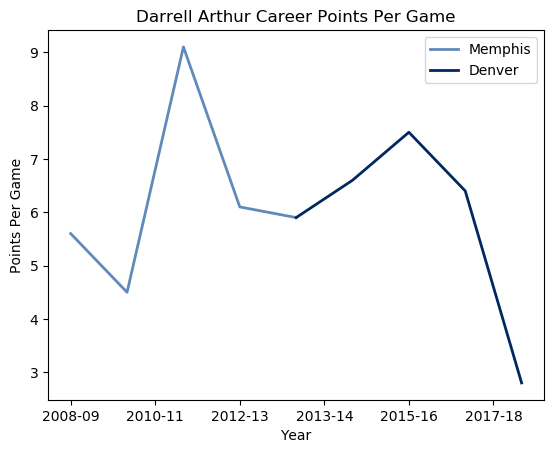 Darrell Arthur Career Points Per Game
Memphis
Denver
Points Per Game
9
8
7
6
5
4
3
2008-09
2010-11
2012-13
2013-14
2015-16
2017-18
Year